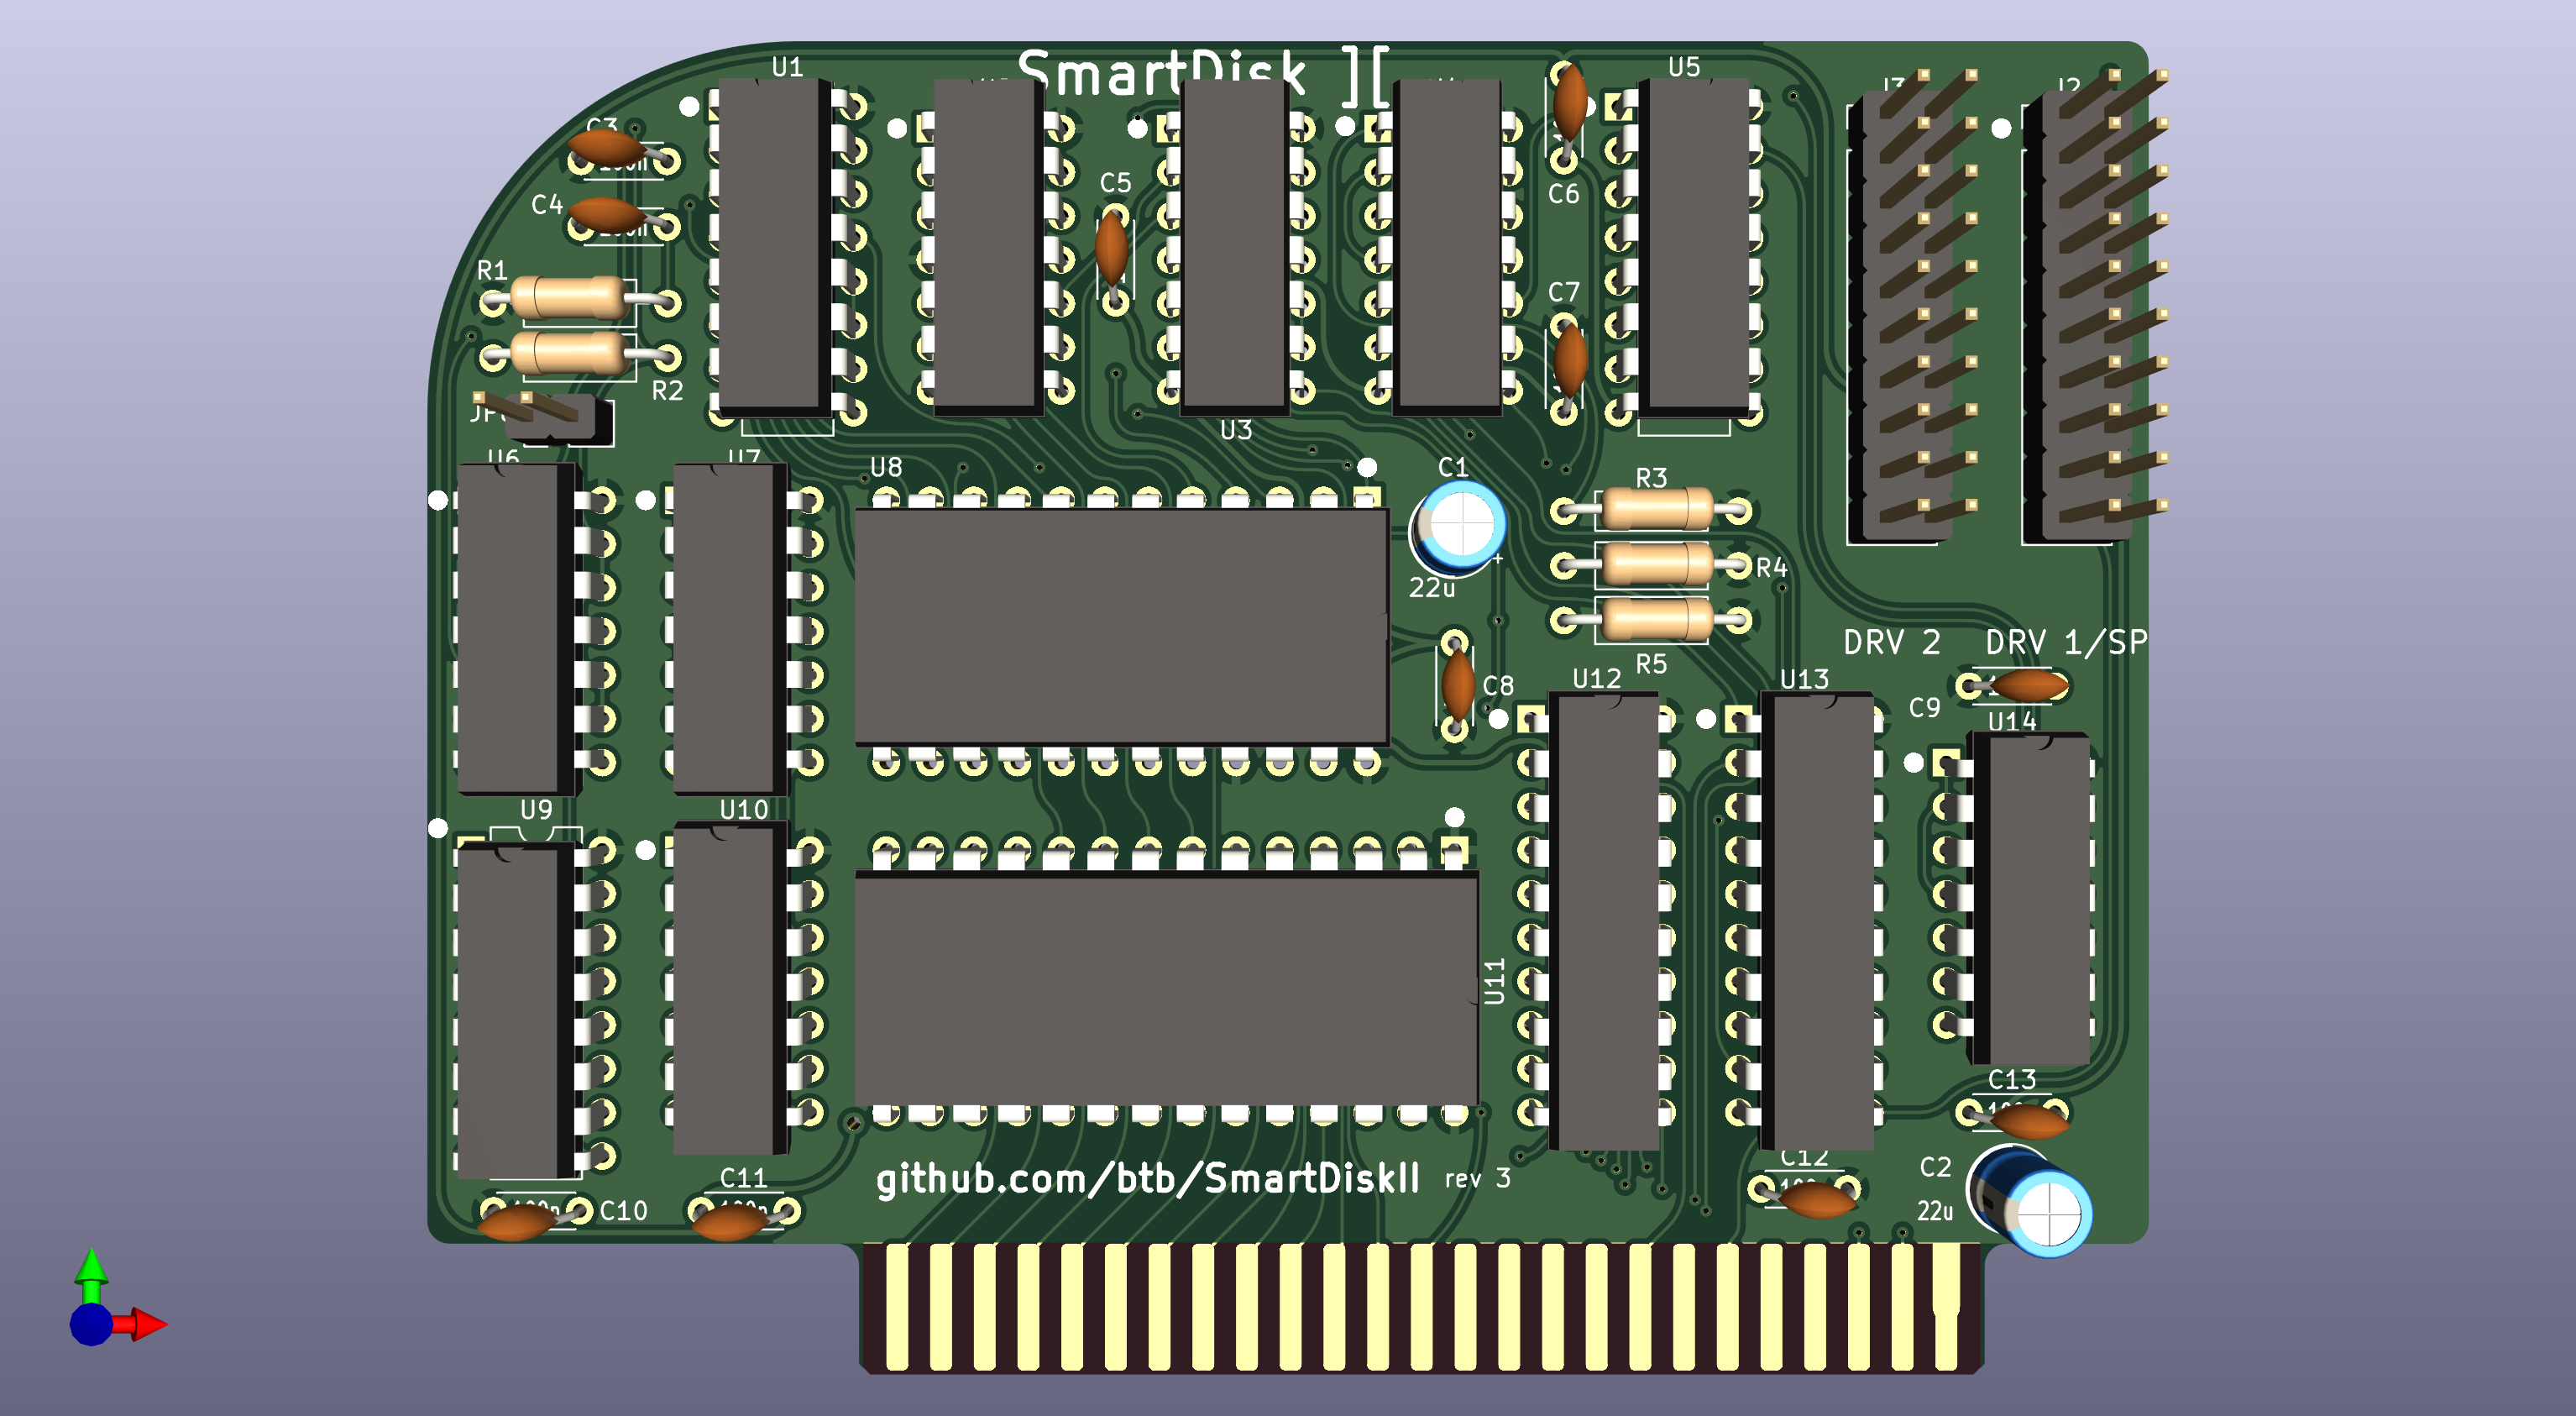 SmartDisk ][
U1
U5
C3
C4
C5
C6
R1
C7
R2
U3
U6
U7
U8
C1
R3
22u
R4
R5
DRV 2
DRV 1/SP
C8
U12
U13
C9
U14
U9
U10
U11
C13
C12
C2
C11
github.com/btb/SmartDiskII
rev 3
C10
22u